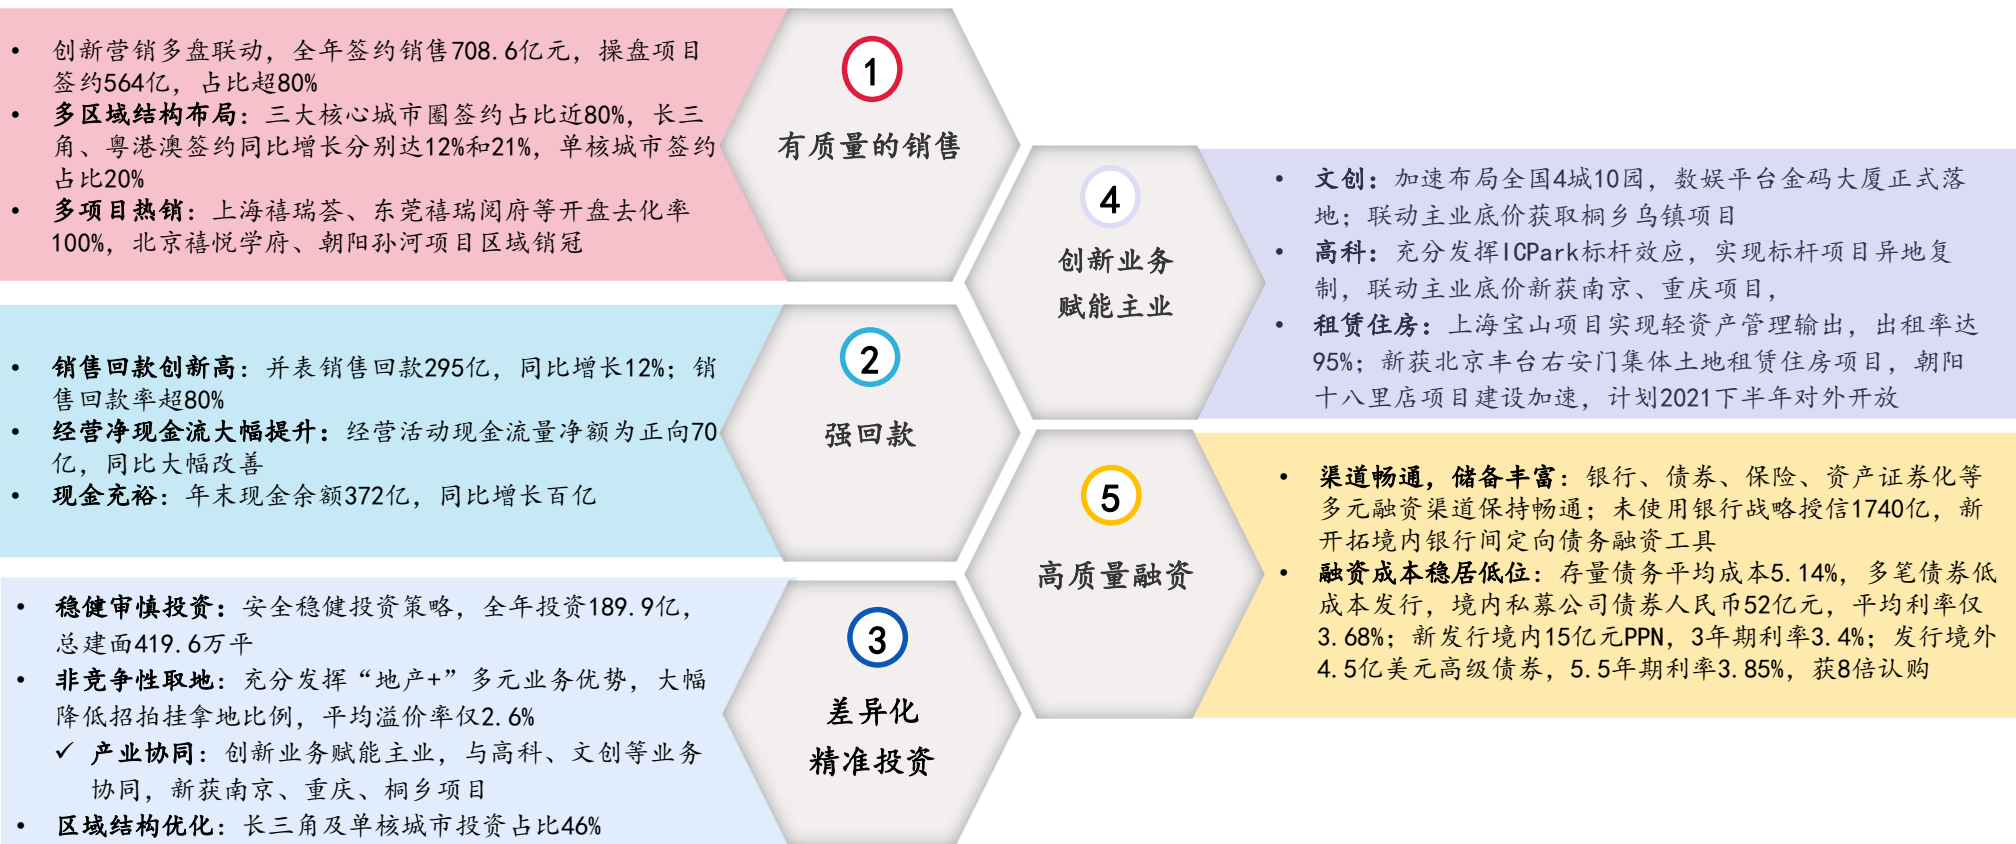 • 创新营销多盘联动，全年签约销售708.6亿元，操盘项目
签约564亿，占比超80%
• 多区域结构布局：三大核心城市圈签约占比近80%，长三
角、粤港澳签约同比增长分别达12%和21%，单核城市签约
占比20%
• 多项目热销：上海禧瑞荟、东莞禧瑞阅府等开盘去化率
100%，北京禧悦学府、朝阳孙河项目区域销冠
1
有质量的销售
• 销售回款创新高：并表销售回款295亿，同比增长12%；销
售回款率超80%
• 经营净现金流大幅提升：经营活动现金流量净额为正向70
亿，同比大幅改善
• 现金充裕：年末现金余额372亿，同比增长百亿
2
强回款
• 稳健审慎投资：安全稳健投资策略，全年投资189.9亿，
总建面419.6万平
• 非竞争性取地：充分发挥“地产+”多元业务优势，大幅
降低招拍挂拿地比例，平均溢价率仅2.6%
✓ 产业协同：创新业务赋能主业，与高科、文创等业务
协同，新获南京、重庆、桐乡项目
• 区域结构优化：长三角及单核城市投资占比46%
3
差异化
精准投资
4
创新业务
赋能主业
• 文创：加速布局全国4城10园，数娱平台金码大厦正式落
地；联动主业底价获取桐乡乌镇项目
• 高科：充分发挥ICPark标杆效应，实现标杆项目异地复
制，联动主业底价新获南京、重庆项目，
• 租赁住房：上海宝山项目实现轻资产管理输出，出租率达
95%；新获北京丰台右安门集体土地租赁住房项目，朝阳
十八里店项目建设加速，计划2021下半年对外开放
5
高质量融资
• 渠道畅通，储备丰富：银行、债券、保险、资产证券化等
多元融资渠道保持畅通；未使用银行战略授信1740亿，新
开拓境内银行间定向债务融资工具
• 融资成本稳居低位：存量债务平均成本5.14%，多笔债券低
成本发行，境内私募公司债券人民币52亿元，平均利率仅
3.68%；新发行境内15亿元PPN，3年期利率3.4%；发行境外
4.5亿美元高级债券，5.5年期利率3.85%，获8倍认购